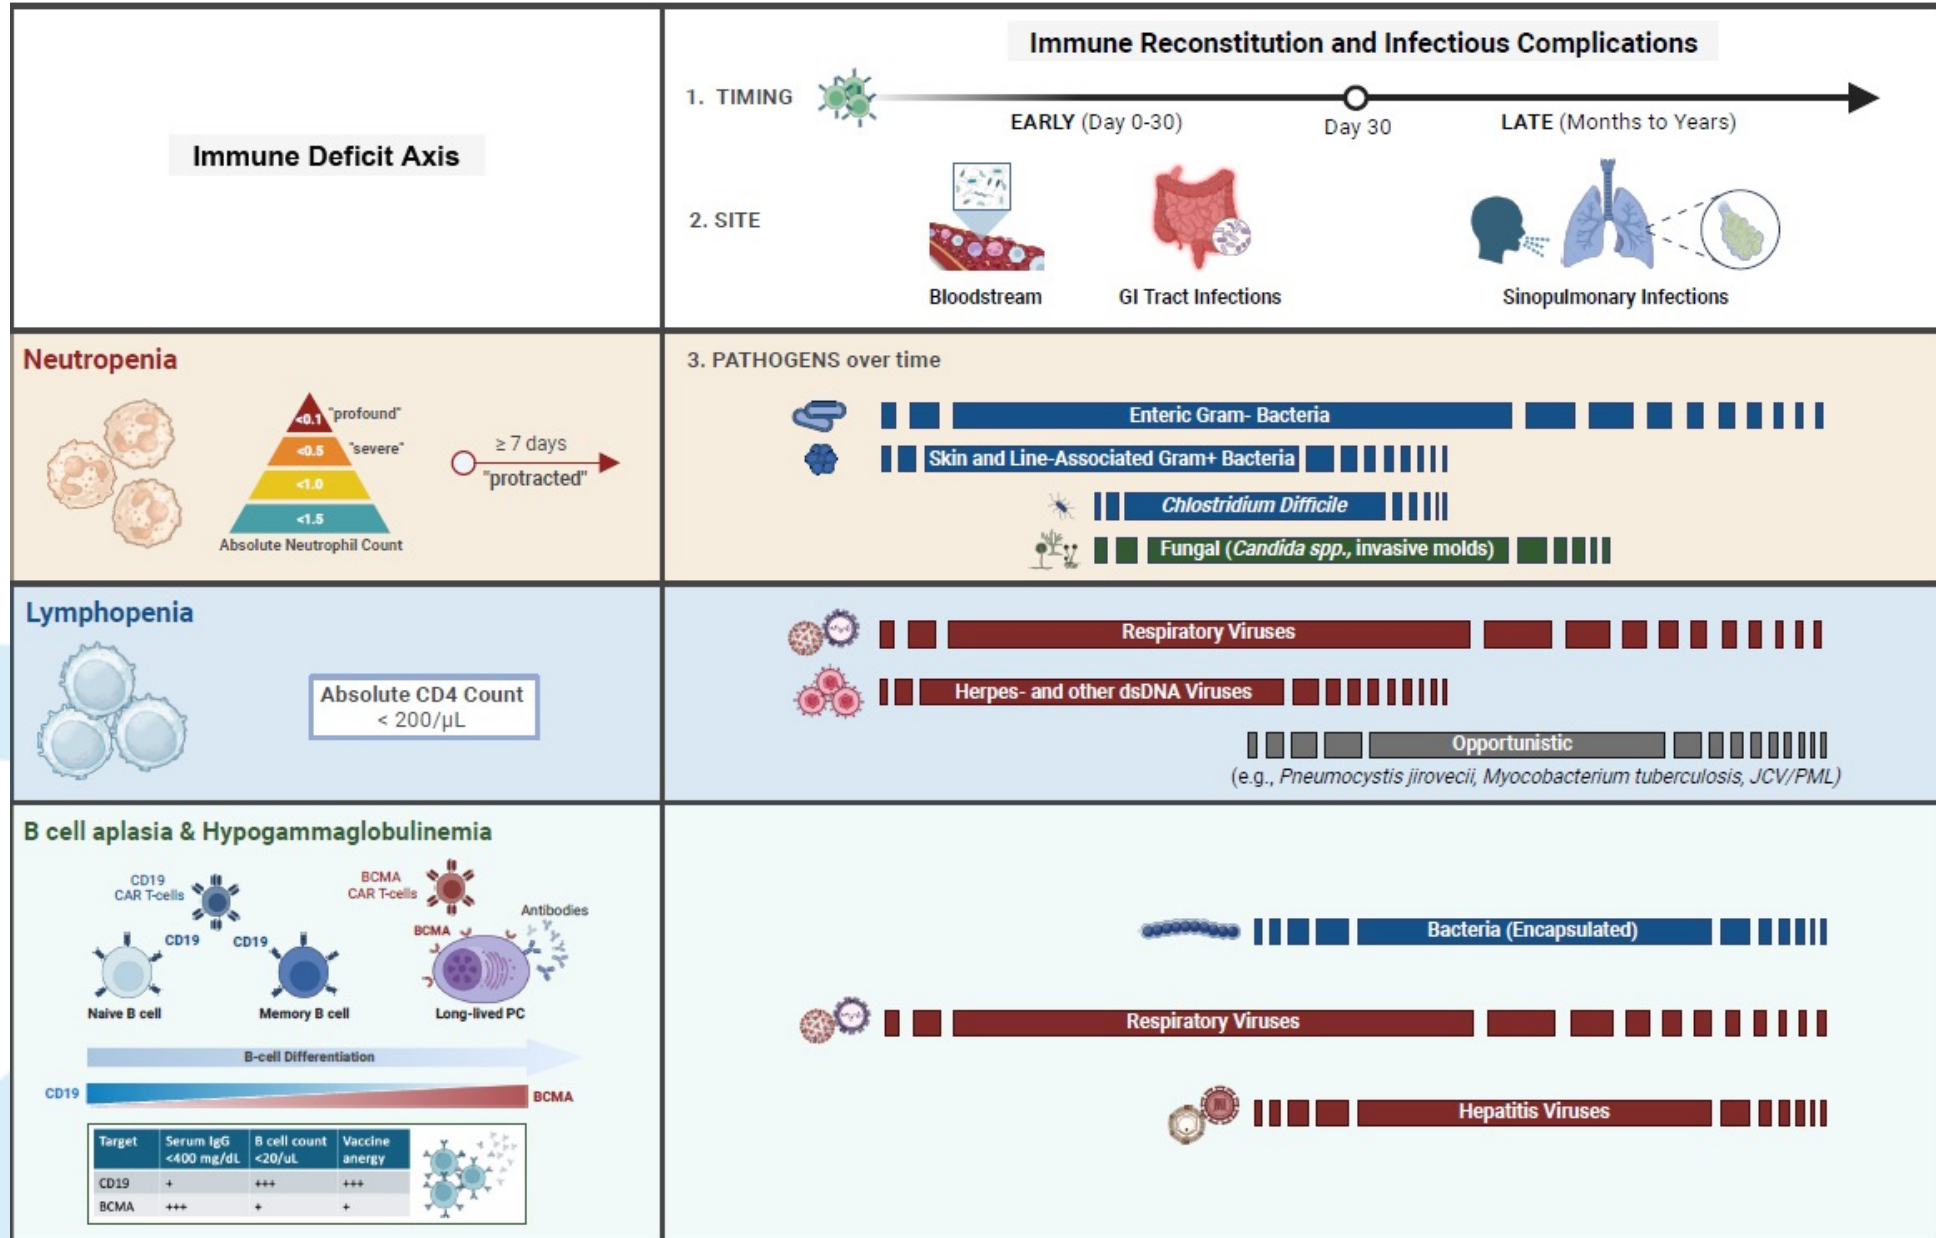 Immune Deficit Axis
Immune Reconstitution and Infectious Complications
1. TIMING
EARLY (Day 0-30)
Day 30
LATE (Months to Years)
2. SITE
Bloodstream
GI Tract Infections
Sinopulmonary Infections
Neutropenia
<0.1
"profound"
<0.5
"severe"
<1.0
<1.5
Absolute Neutrophil Count
≥ 7 days
"protracted"
3. PATHOGENS over time
Enteric Gram- Bacteria
Skin and Line-Associated Gram+ Bacteria
Chlostridium Difficile
Fungal (Candida spp., invasive molds)
Lymphopenia
Absolute CD4 Count
< 200/µL
Respiratory Viruses
Herpes- and other dsDNA Viruses
Opportunistic
(e.g., Pneumocystis jirovecii, Myocobacterium tuberculosis, JCV/PML)
B cell aplasia & Hypogammaglobulinemia
CD19
CAR T-cells
BCMA
CAR T-cells
Antibodies
CD19
CD19
BCMA
Naive B cell
Memory B cell
Long-lived PC
B-cell Differentiation
CD19
BCMA
Target Serum IgG B cell count Vaccine
<400 mg/dL <20/uL anergy
CD19 + +++ +++
BCMA +++ + +
Bacteria (Encapsulated)
Respiratory Viruses
Hepatitis Viruses